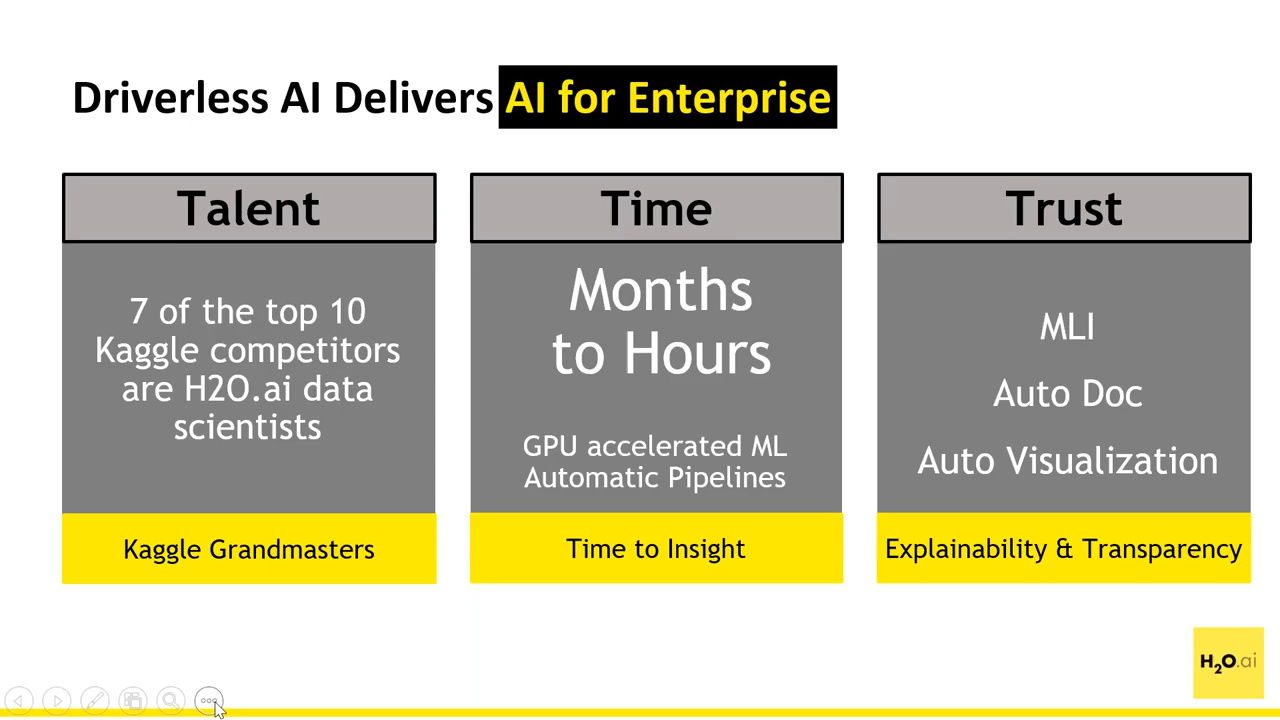 Driverless AI Delivers AI for Enterprise
Talent
7 of the top 10
Kaggle competitors
are H2O.ai data
scientists
Kaggle Grandmasters
Time
Months
to Hours
GPU accelerated ML
Automatic Pipelines
Time to Insight
Trust
MLI
Auto Doc
Auto Visualization
Explainability & Transparency
H2O.ai